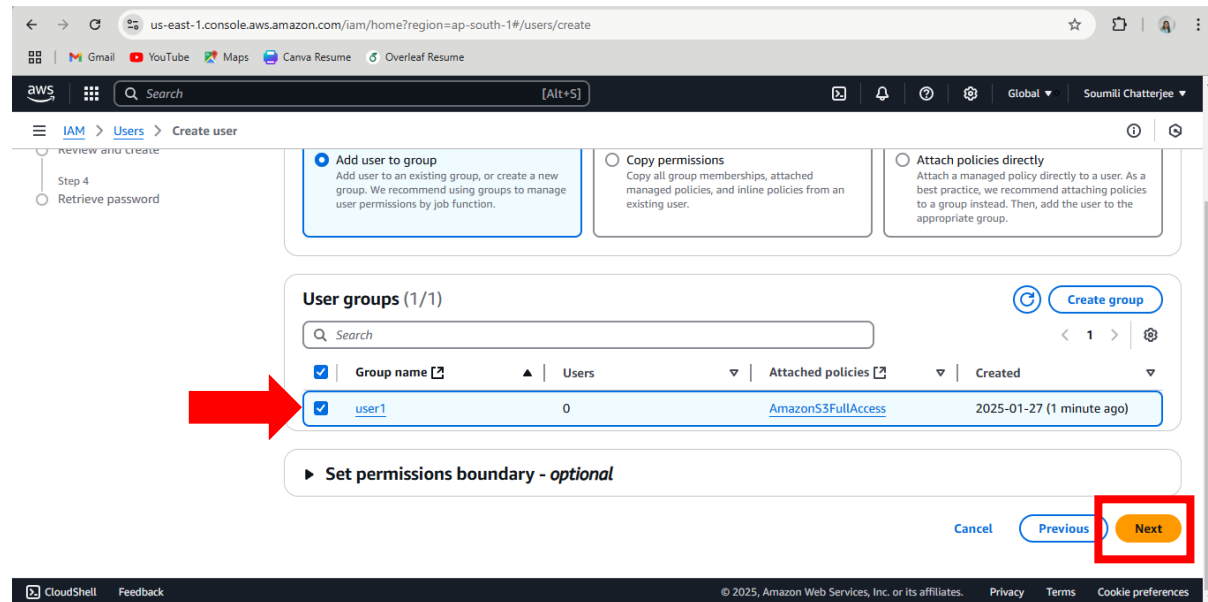 us-east-1.console.aws.amazon.com/iam/home?region=ap-south-1#/users/create
Gmail YouTube Maps Canva Resume Overleaf Resume
aws Search [Alt+S] Global Soumili Chatterjee
IAM > Users > Create user
Review and create
Step 4
Retrieve password
Add user to group
Add user to an existing group, or create a new
group. We recommend using groups to manage
user permissions by job function.
Copy permissions
Copy all group memberships, attached
managed policies, and inline policies from an
existing user.
Attach policies directly
Attach a managed policy directly to a user. As a
best practice, we recommend attaching policies
to a group instead. Then, add the user to the
appropriate group.
User groups (1/1)
Create group
Search
1
Group name Users Attached policies Created
user1 0 AmazonS3FullAccess 2025-01-27 (1 minute ago)
Set permissions boundary - optional
Cancel Previous Next
CloudShell Feedback © 2025, Amazon Web Services, Inc. or its affiliates. Privacy Terms Cookie preferences